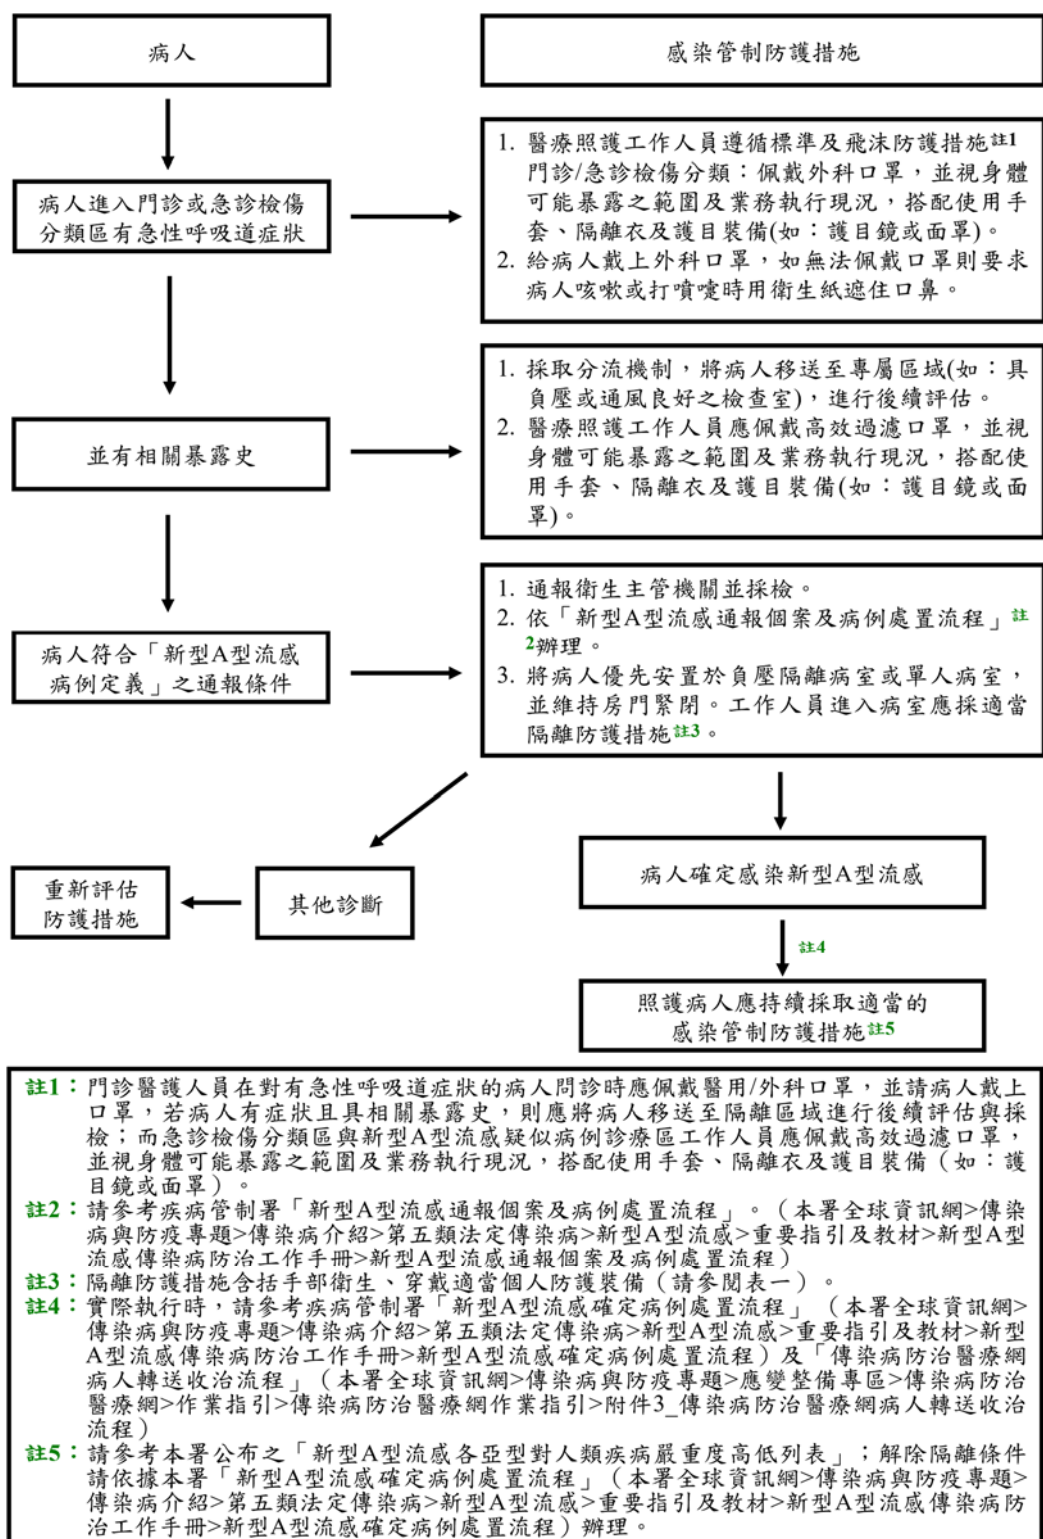 病人
感染管制防護措施
病人進入門診或急診檢傷
分類區有急性呼吸道症狀
1. 醫療照護工作人員遵循標準及飛沫防護措施註1
門診/急診檢傷分類：佩戴外科口罩，並視身體
可能暴露之範圍及業務執行現況，搭配使用手
套、隔離衣及護目裝備(如：護目鏡或面罩)。
2. 給病人戴上外科口罩，如無法佩戴口罩則要求
病人咳嗽或打噴嚏時用衛生紙遮住口鼻。
並有相關暴露史
1. 採取分流機制，將病人移送至專屬區域(如：具
負壓或通風良好之檢查室)，進行後續評估。
2. 醫療照護工作人員應佩戴高效過濾口罩，並視
身體可能暴露之範圍及業務執行現況，搭配使
用手套、隔離衣及護目裝備(如：護目鏡或面
罩)。
病人符合「新型A型流感
病例定義」之通報條件
1. 通報衛生主管機關並採檢。
2. 依「新型A型流感通報個案及病例處置流程」註
2辦理。
3. 將病人優先安置於負壓隔離病室或單人病室，
並維持房門緊閉。工作人員進入病室應採適當
隔離防護措施註3。
重新評估
防護措施
其他診斷
病人確定感染新型A型流感
註4
照護病人應持續採取適當的
感染管制防護措施註5
註1：門診醫護人員在對有急性呼吸道症狀的病人問診時應佩戴醫用/外科口罩，並請病人戴上
口罩，若病人有症狀且具相關暴露史，則應將病人移送至隔離區域進行後續評估與採
檢；而急診檢傷分類區與新型A型流感疑似病例診療區工作人員應佩戴高效過濾口罩，
並視身體可能暴露之範圍及業務執行現況，搭配使用手套、隔離衣及護目裝備（如：護
目鏡或面罩）。
註2：請參考疾病管制署「新型A型流感通報個案及病例處置流程」。（本署全球資訊網>傳染
病與防疫專題>傳染病介紹>第五類法定傳染病>新型A型流感>重要指引及教材>新型A型
流感傳染病防治工作手冊>新型A型流感通報個案及病例處置流程）
註3：隔離防護措施含括手部衛生、穿戴適當個人防護裝備（請參閱表一）。
註4：實際執行時，請參考疾病管制署「新型A型流感確定病例處置流程」（本署全球資訊網>
傳染病與防疫專題>傳染病介紹>第五類法定傳染病>新型A型流感>重要指引及教材>新型
A型流感傳染病防治工作手冊>新型A型流感確定病例處置流程）及「傳染病防治醫療網
病人轉送收治流程」（本署全球資訊網>傳染病與防疫專題>應變整備專區>傳染病防治
醫療網>作業指引>傳染病防治醫療網作業指引>附件3_傳染病防治醫療網病人轉送收治
流程）
註5：請參考本署公布之「新型A型流感各亞型對人類疾病嚴重度高低列表」；解除隔離條件
請依據本署「新型A型流感確定病例處置流程」（本署全球資訊網>傳染病與防疫專題>
傳染病介紹>第五類法定傳染病>新型A型流感>重要指引及教材>新型A型流感傳染病防
治工作手冊>新型A型流感確定病例處置流程）辦理。